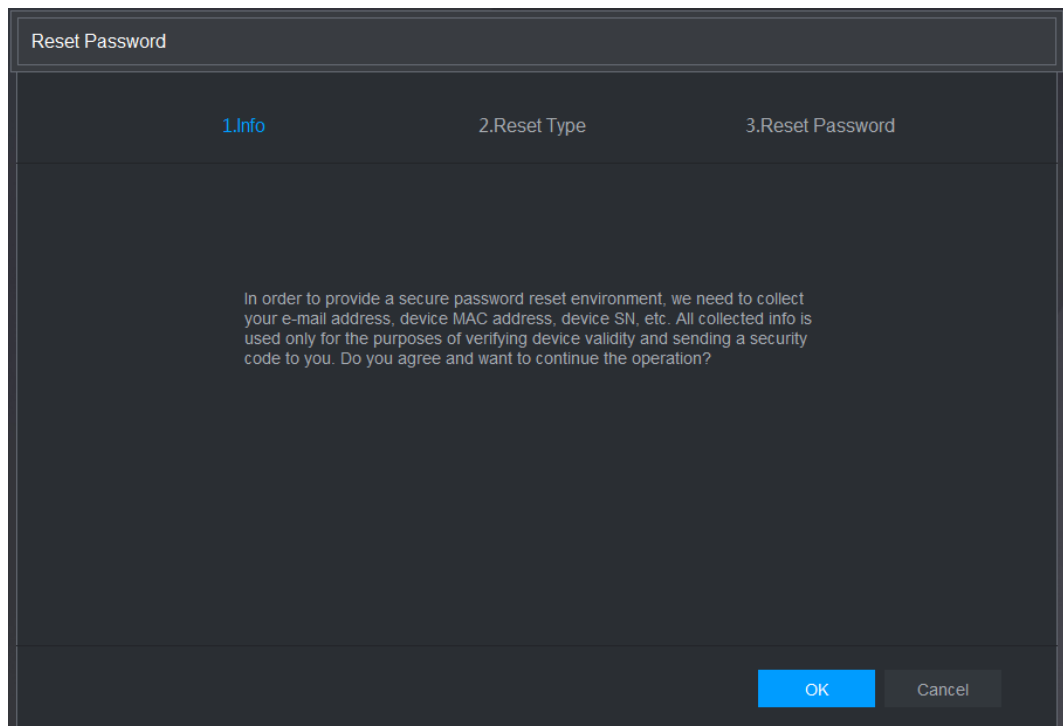 Reset Password
1.Info
2.Reset Type
3.Reset Password
In order to provide a secure password reset environment, we need to collect
your e-mail address, device MAC address, device SN, etc. All collected info is
used only for the purposes of verifying device validity and sending a security
code to you. Do you agree and want to continue the operation?
OK
Cancel